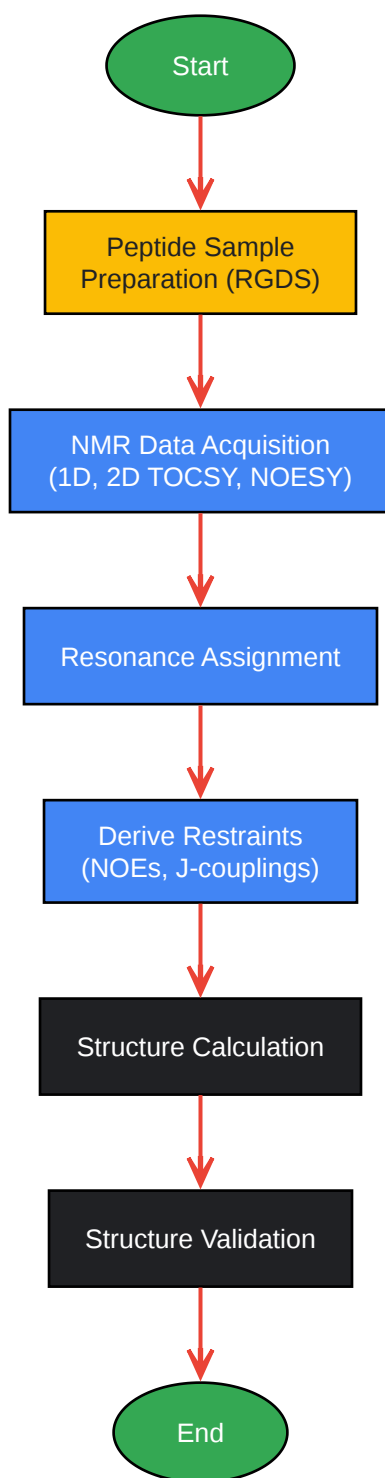 Start
Peptide Sample
Preparation (RGDS)
NMR Data Acquisition
(1D, 2D TOCSY, NOESY)
Resonance Assignment
Derive Restraints
(NOEs, J-couplings)
Structure Calculation
Structure Validation
End